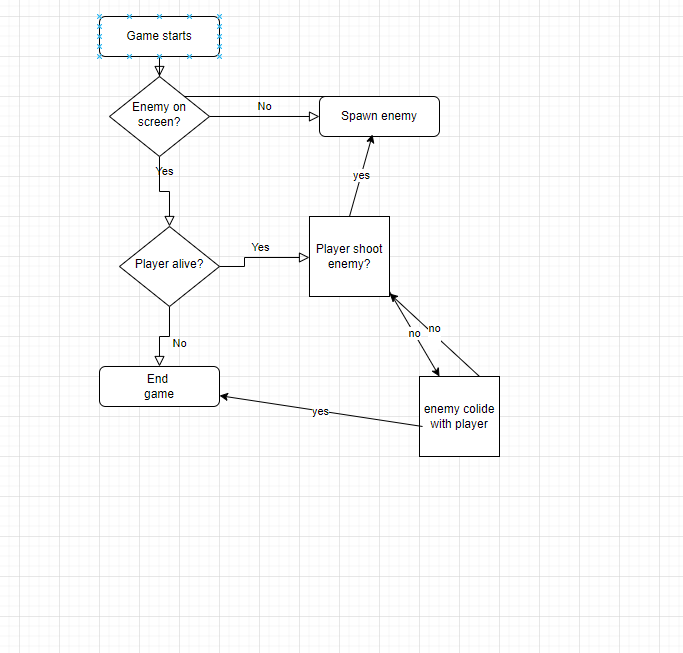 Game starts
Enemy on
screen?
No
Spawn enemy
Yes
yes
Player alive?
Yes
Player shoot
enemy?
No
no
no
End
game
yes
enemy colide
with player